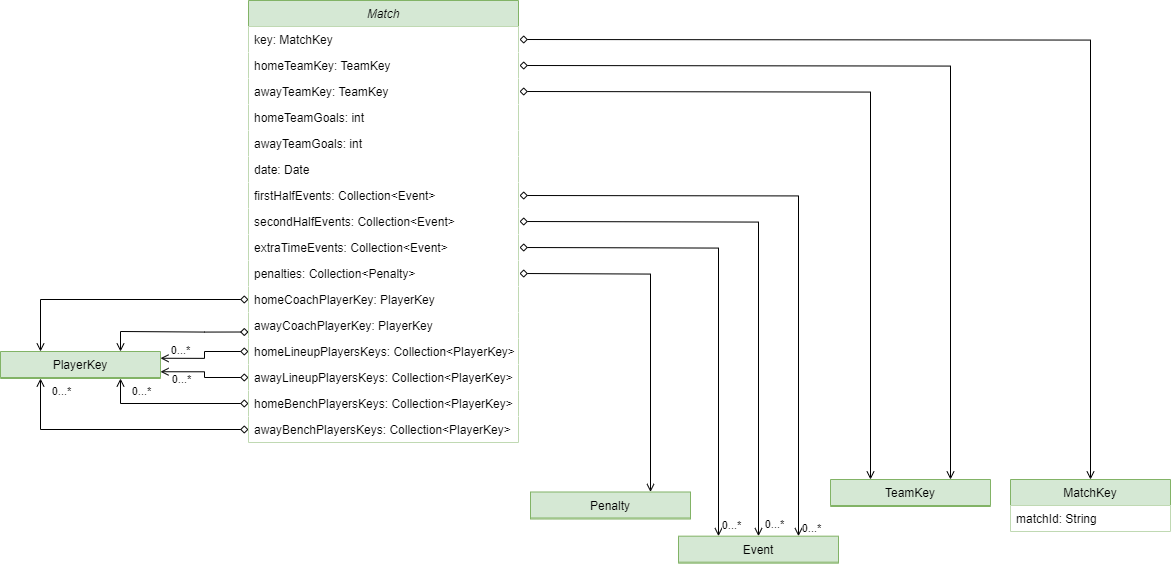 Match
key: MatchKey
homeTeamKey: TeamKey
awayTeamKey: TeamKey
homeTeamGoals: int
awayTeamGoals: int
date: Date
firstHalfEvents: Collection<Event>
secondHalfEvents: Collection<Event>
extraTimeEvents: Collection<Event>
penalties: Collection<Penalty>
homeCoachPlayerKey: PlayerKey
awayCoachPlayerKey: PlayerKey
homeLineupPlayersKeys: Collection<PlayerKey>
awayLineupPlayersKeys: Collection<PlayerKey>
homeBenchPlayersKeys: Collection<PlayerKey>
awayBenchPlayersKeys: Collection<PlayerKey>
0...*
PlayerKey
0...*
0...*
0...*
TeamKey
MatchKey
matchId: String
Penalty
0...*
0...*
0...*
Event